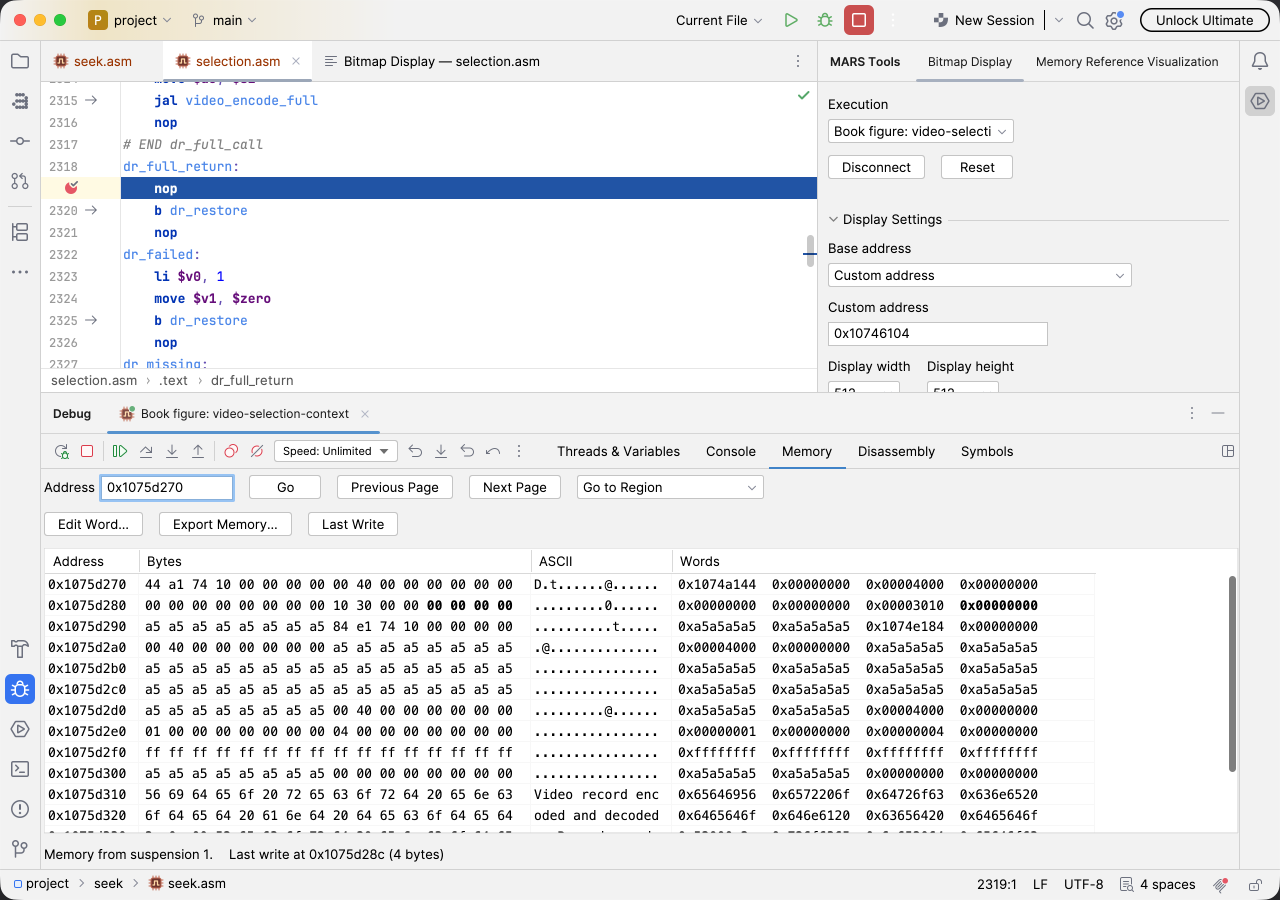 P project main Current File New Session Unlock Ultimate
seek.asm selection.asm Bitmap Display — selection.asm
2315 jal video_encode_full
2316 nop
2317 # END dr_full_call
2318 dr_full_return:
nop
2320 b dr_restore
2321 nop
2322 dr_failed:
2323 li $v0, 1
2324 move $v1, $zero
2325 b dr_restore
2326 nop
2327 dr_missing:
selection.asm › .text › dr_full_return
MARS Tools Bitmap Display Memory Reference Visualization
Execution
Book figure: video-selecti
Disconnect Reset
Display Settings
Base address
Custom address
Custom address
0x10746104
Display width Display height
512 512
Debug Book figure: video-selection-context
Speed: Unlimited Threads & Variables Console Memory Disassembly Symbols
Address 0x1075d270 Go Previous Page Next Page Go to Region
Edit Word... Export Memory... Last Write
Address Bytes ASCII Words
0x1075d270 44 a1 74 10 00 00 00 00 00 40 00 00 00 00 00 00 D.t......@...... 0x1074a144 0x00000000 0x00004000 0x00000000
0x1075d280 00 00 00 00 00 00 00 00 10 30 00 00 00 00 00 00 .........0...... 0x00000000 0x00000000 0x00003010 0x00000000
0x1075d290 a5 a5 a5 a5 a5 a5 a5 a5 84 e1 74 10 00 00 00 00 ..........t..... 0xa5a5a5a5 0xa5a5a5a5 0x1074e184 0x00000000
0x1075d2a0 00 40 00 00 00 00 00 00 a5 a5 a5 a5 a5 a5 a5 a5 .@.............. 0x00004000 0x00000000 0xa5a5a5a5 0xa5a5a5a5
0x1075d2b0 a5 a5 a5 a5 a5 a5 a5 a5 a5 a5 a5 a5 a5 a5 a5 a5 ................ 0xa5a5a5a5 0xa5a5a5a5 0xa5a5a5a5 0xa5a5a5a5
0x1075d2c0 a5 a5 a5 a5 a5 a5 a5 a5 a5 a5 a5 a5 a5 a5 a5 a5 ................ 0xa5a5a5a5 0xa5a5a5a5 0xa5a5a5a5 0xa5a5a5a5
0x1075d2d0 a5 a5 a5 a5 a5 a5 a5 a5 00 40 00 00 00 00 00 00 .........@...... 0xa5a5a5a5 0xa5a5a5a5 0x00004000 0x00000000
0x1075d2e0 01 00 00 00 00 00 00 00 04 00 00 00 00 00 00 00 ................ 0x00000001 0x00000000 0x00000004 0x00000000
0x1075d2f0 ff ff ff ff ff ff ff ff ff ff ff ff ff ff ff ff ................ 0xffffffff 0xffffffff 0xffffffff 0xffffffff
0x1075d300 a5 a5 a5 a5 a5 a5 a5 a5 00 00 00 00 00 00 00 00 ................ 0xa5a5a5a5 0xa5a5a5a5 0x00000000 0x00000000
0x1075d310 56 69 64 65 6f 20 72 65 63 6f 72 64 20 65 6e 63 Video record enc 0x65646956 0x6572206f 0x64726f63 0x636e6520
0x1075d320 6f 64 65 64 20 61 6e 64 20 64 65 63 6f 64 65 64 oded and decoded 0x6465646f 0x646e6120 0x63656420 0x6465646f
Memory from suspension 1. Last write at 0x1075d28c (4 bytes)
project › seek › seek.asm 2319:1 LF UTF-8 4 spaces